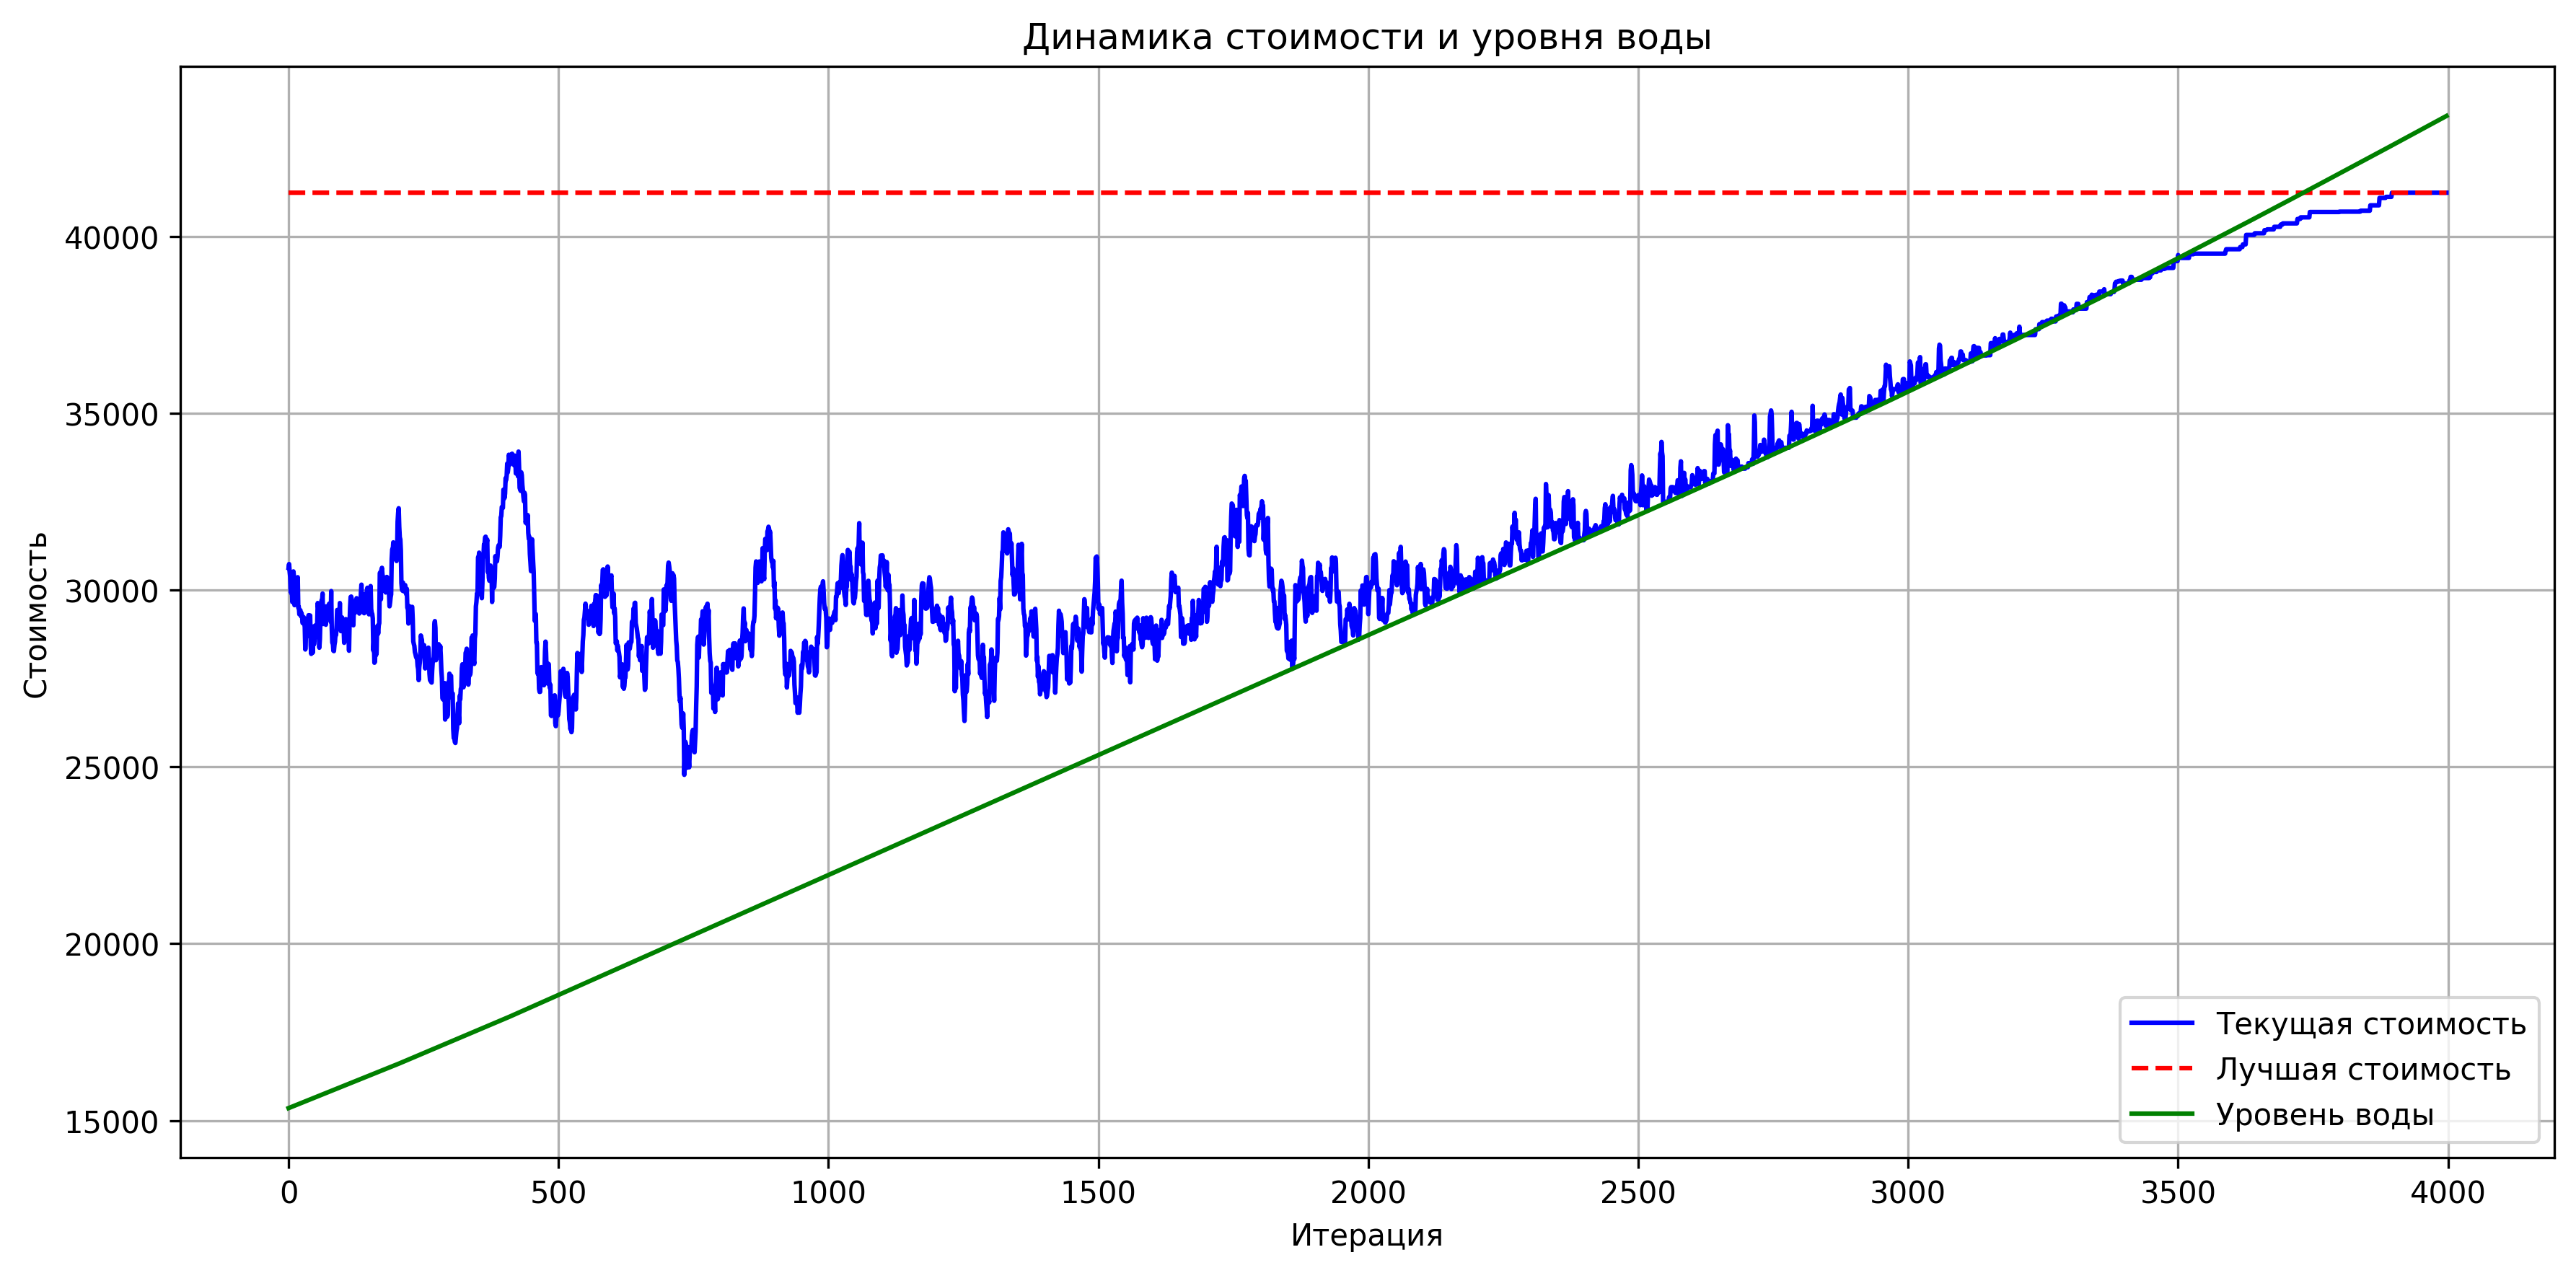 Динамика стоимости и уровня воды
Стоимость
40000
35000
30000
25000
20000
15000
0 500 1000 1500 2000 2500 3000 3500 4000
Итерация
Текущая стоимость
Лучшая стоимость
Уровень воды